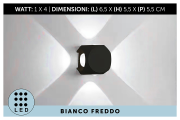 WATT: 1 X 4 | DIMENSIONI: (L) 6,5 X (H) 5,5 X (P) 5,5 CM
LED
BIANCO FREDDO